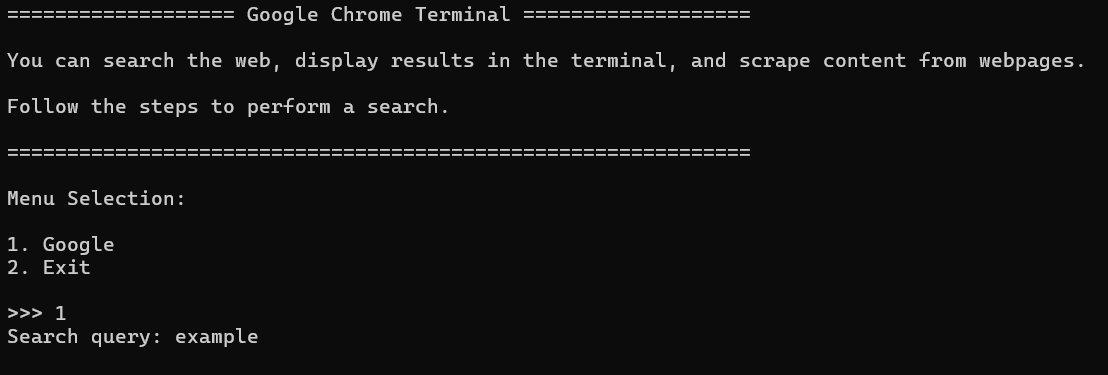 =================== Google Chrome Terminal ===================
You can search the web, display results in the terminal, and scrape content from webpages.
Follow the steps to perform a search.
==============================================================
Menu Selection:
1. Google
2. Exit
>>> 1
Search query: example